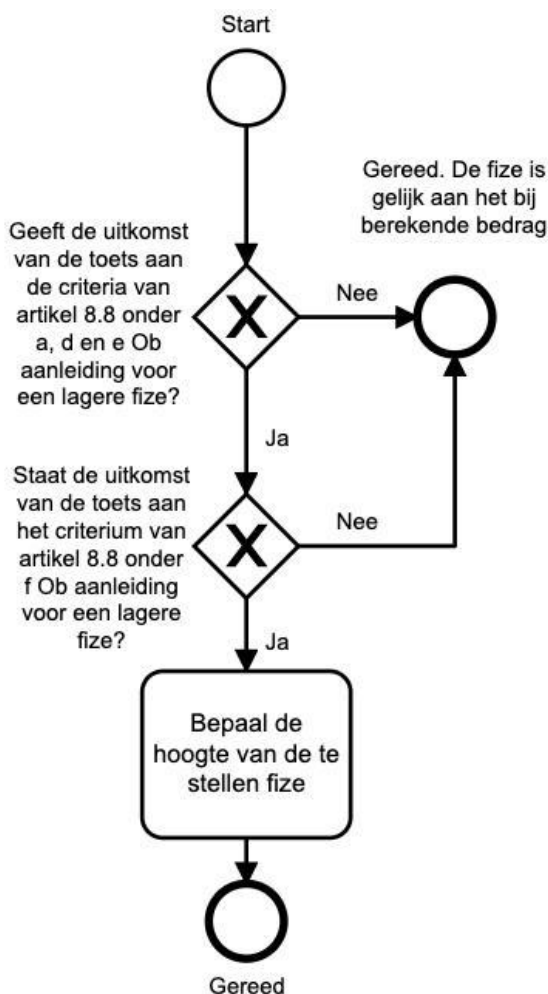 Start
Gereed. De fize is
gelijk aan het bij
berekende bedrag
Geeft de uitkomst
van de toets aan
de criteria van
artikel 8.8 onder
a, d en e Ob
aanleiding voor
een lagere fize?
X
Nee
Ja
Staat de uitkomst
van de toets aan
het criterium van
artikel 8.8 onder
f Ob aanleiding
voor een lagere
fize?
X
Nee
Ja
Bepaal de
hoogte van de te
stellen fize
Gereed